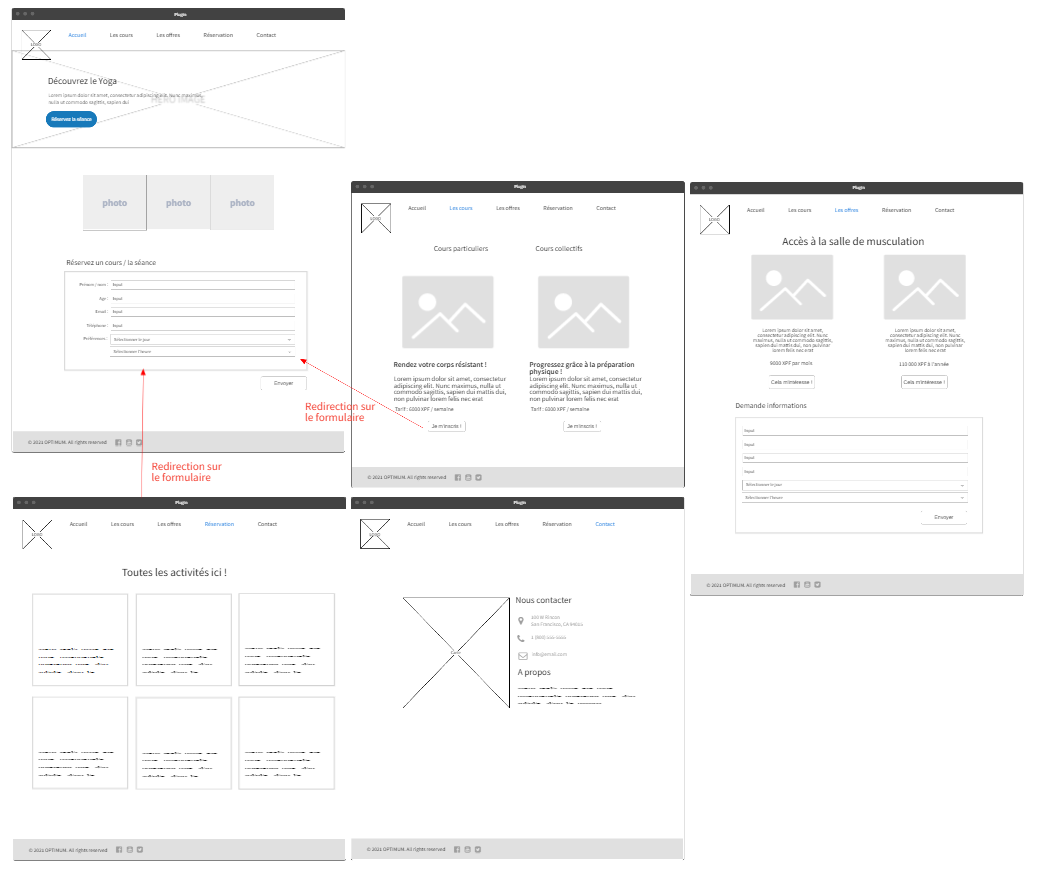 Plugin
LOGO
Accueil
Les cours
Les offres
Réservation
Contact
Découvrez le Yoga
Lorem ipsum dolor sit amet, consectetur adipiscing elit. Nunc maximus,
nulla ut commodo sagittis, sapien dui
HERO IMAGE
Réservez la séance
photo
photo
photo
Réservez un cours / la séance
Prénom / nom :
Input
Age :
Input
Email :
Input
Téléphone :
Input
Préférences :
Sélectionner le jour
Sélectionner l'heure
Envoyer
© 2021 OPTIMUM. All rights reserved
Redirection sur
le formulaire
Redirection sur
le formulaire
Plugin
LOGO
Accueil
Les cours
Les offres
Réservation
Contact
Cours particuliers
Cours collectifs
Rendez votre corps résistant !
Lorem ipsum dolor sit amet, consectetur
adipiscing elit. Nunc maximus, nulla ut
commodo sagittis, sapien dui mattis dui,
non pulvinar lorem felis nec erat
Tarif : 6000 XPF / semaine
Je m'inscris !
Progressez grâce à la préparation
physique !
Lorem ipsum dolor sit amet, consectetur
adipiscing elit. Nunc maximus, nulla ut
commodo sagittis, sapien dui mattis dui,
non pulvinar lorem felis nec erat
Tarif : 6000 XPF / semaine
Je m'inscris !
© 2021 OPTIMUM. All rights reserved
Plugin
LOGO
Accueil
Les cours
Les offres
Réservation
Contact
Accès à la salle de musculation
Lorem ipsum dolor sit amet,
consectetur adipiscing elit. Nunc
maximus, nulla ut commodo sagittis,
sapien dui mattis dui, non pulvinar
lorem felis nec erat
9000 XPF par mois
Cela m'intéresse !
Lorem ipsum dolor sit amet,
consectetur adipiscing elit. Nunc
maximus, nulla ut commodo sagittis,
sapien dui mattis dui, non pulvinar
lorem felis nec erat
110 000 XPF à l'année
Cela m'intéresse !
Demande informations
Input
Input
Input
Input
Sélectionner le jour
Sélectionner l'heure
Envoyer
© 2021 OPTIMUM. All rights reserved
Plugin
LOGO
Accueil
Les cours
Les offres
Réservation
Contact
Toutes les activités ici !
© 2021 OPTIMUM. All rights reserved
Plugin
LOGO
Accueil
Les cours
Les offres
Réservation
Contact
Nous contacter
San Francisco, CA
info@email.com
A propos
© 2021 OPTIMUM. All rights reserved